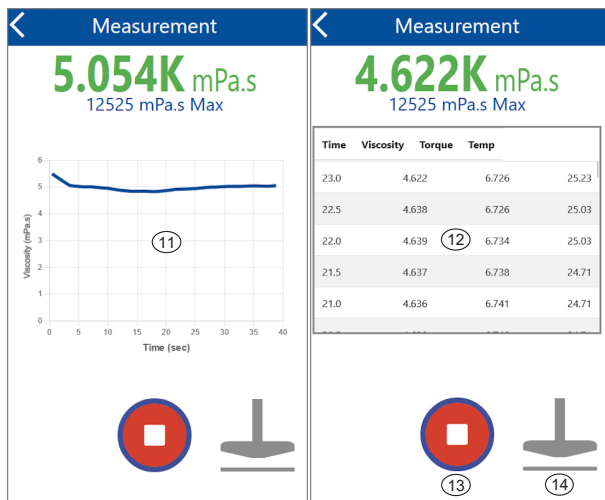 Measurement
5.054K mPa.s
12525 mPa.s Max
Viscosity (mPa.s)
6
5
4
3
2
1
0
0 5 10 15 20 25 30 35 40
Time (sec)
11
Measurement
4.622K mPa.s
12525 mPa.s Max
Time Viscosity Torque Temp
23.0 4.622 6.726 25.23
22.5 4.638 6.726 25.03
22.0 4.639 12 6.734 25.03
21.5 4.637 6.738 24.71
21.0 4.636 6.741 24.71
13
14